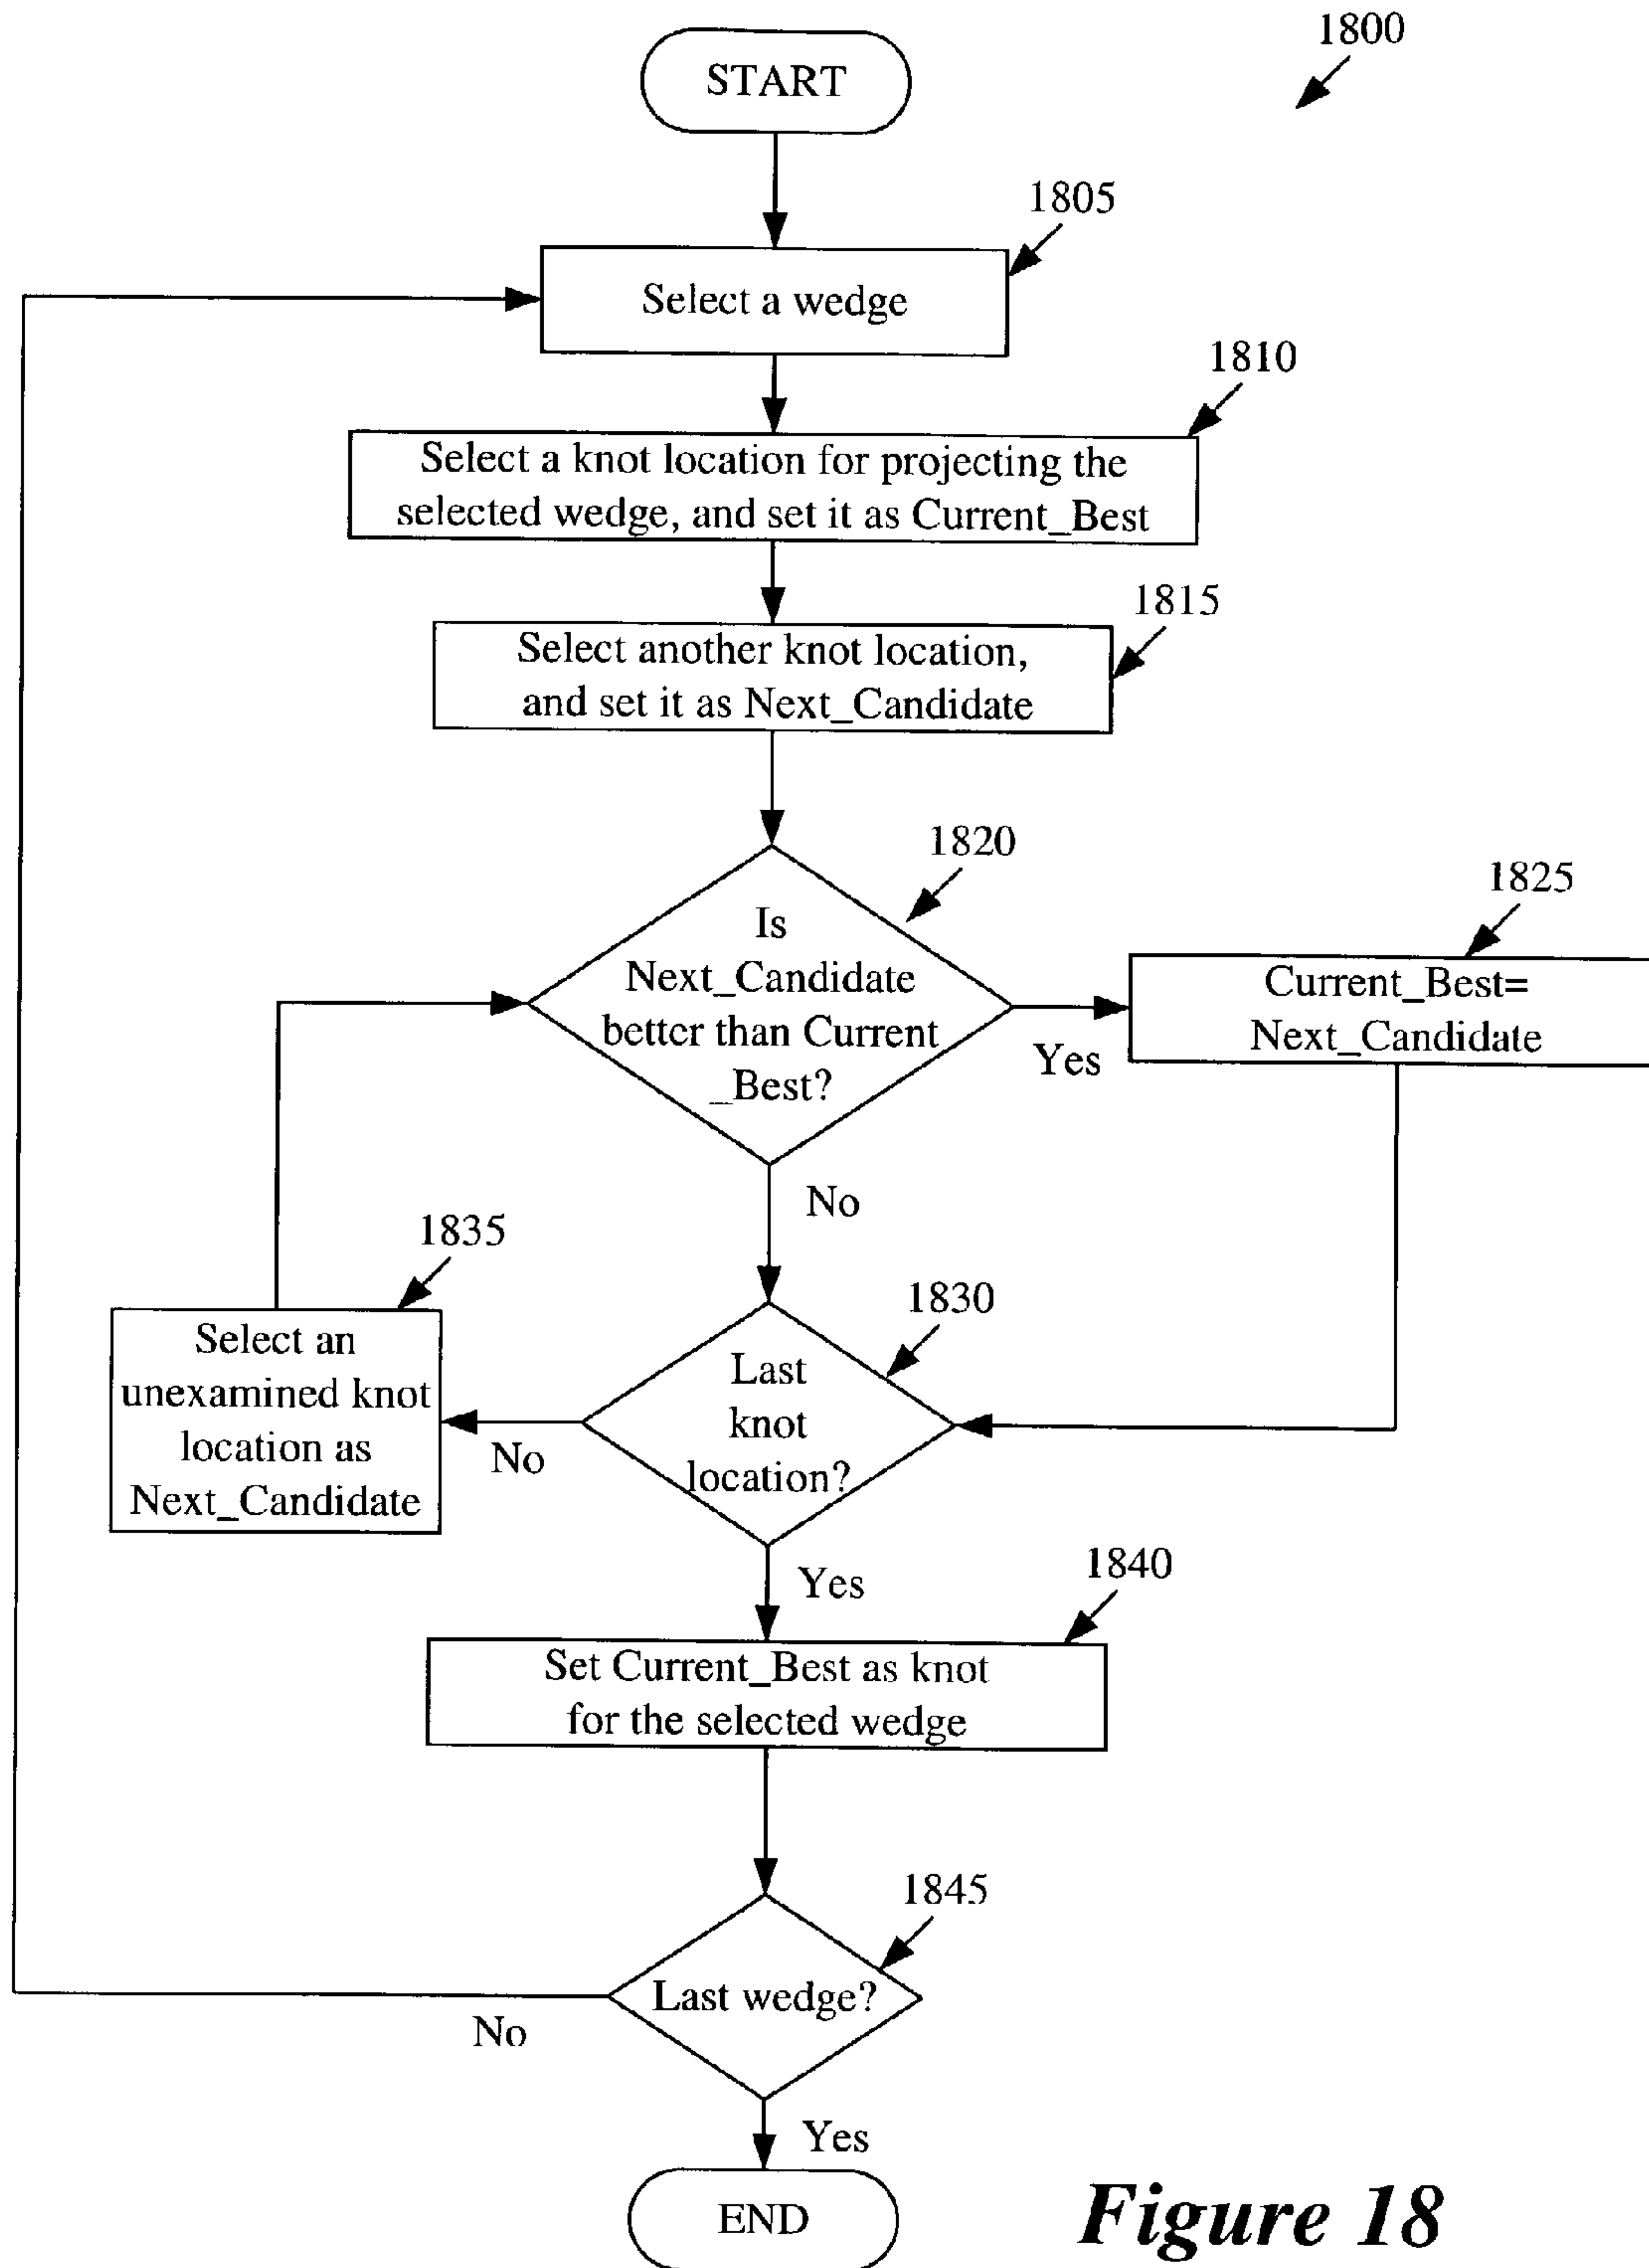 1800
START
1805
Select a wedge
1810
Select a knot location for projecting the
selected wedge, and set it as Current_Best
1815
Select another knot location,
and set it as Next_Candidate
1820
Is
Next_Candidate
better than Current
_Best?
Yes
1825
Current_Best=
Next_Candidate
No
1835
Select an
unexamined knot
location as
Next_Candidate
1830
Last
knot
location?
No
Yes
1840
Set Current_Best as knot
for the selected wedge
1845
Last wedge?
No
Yes
END
Figure 18